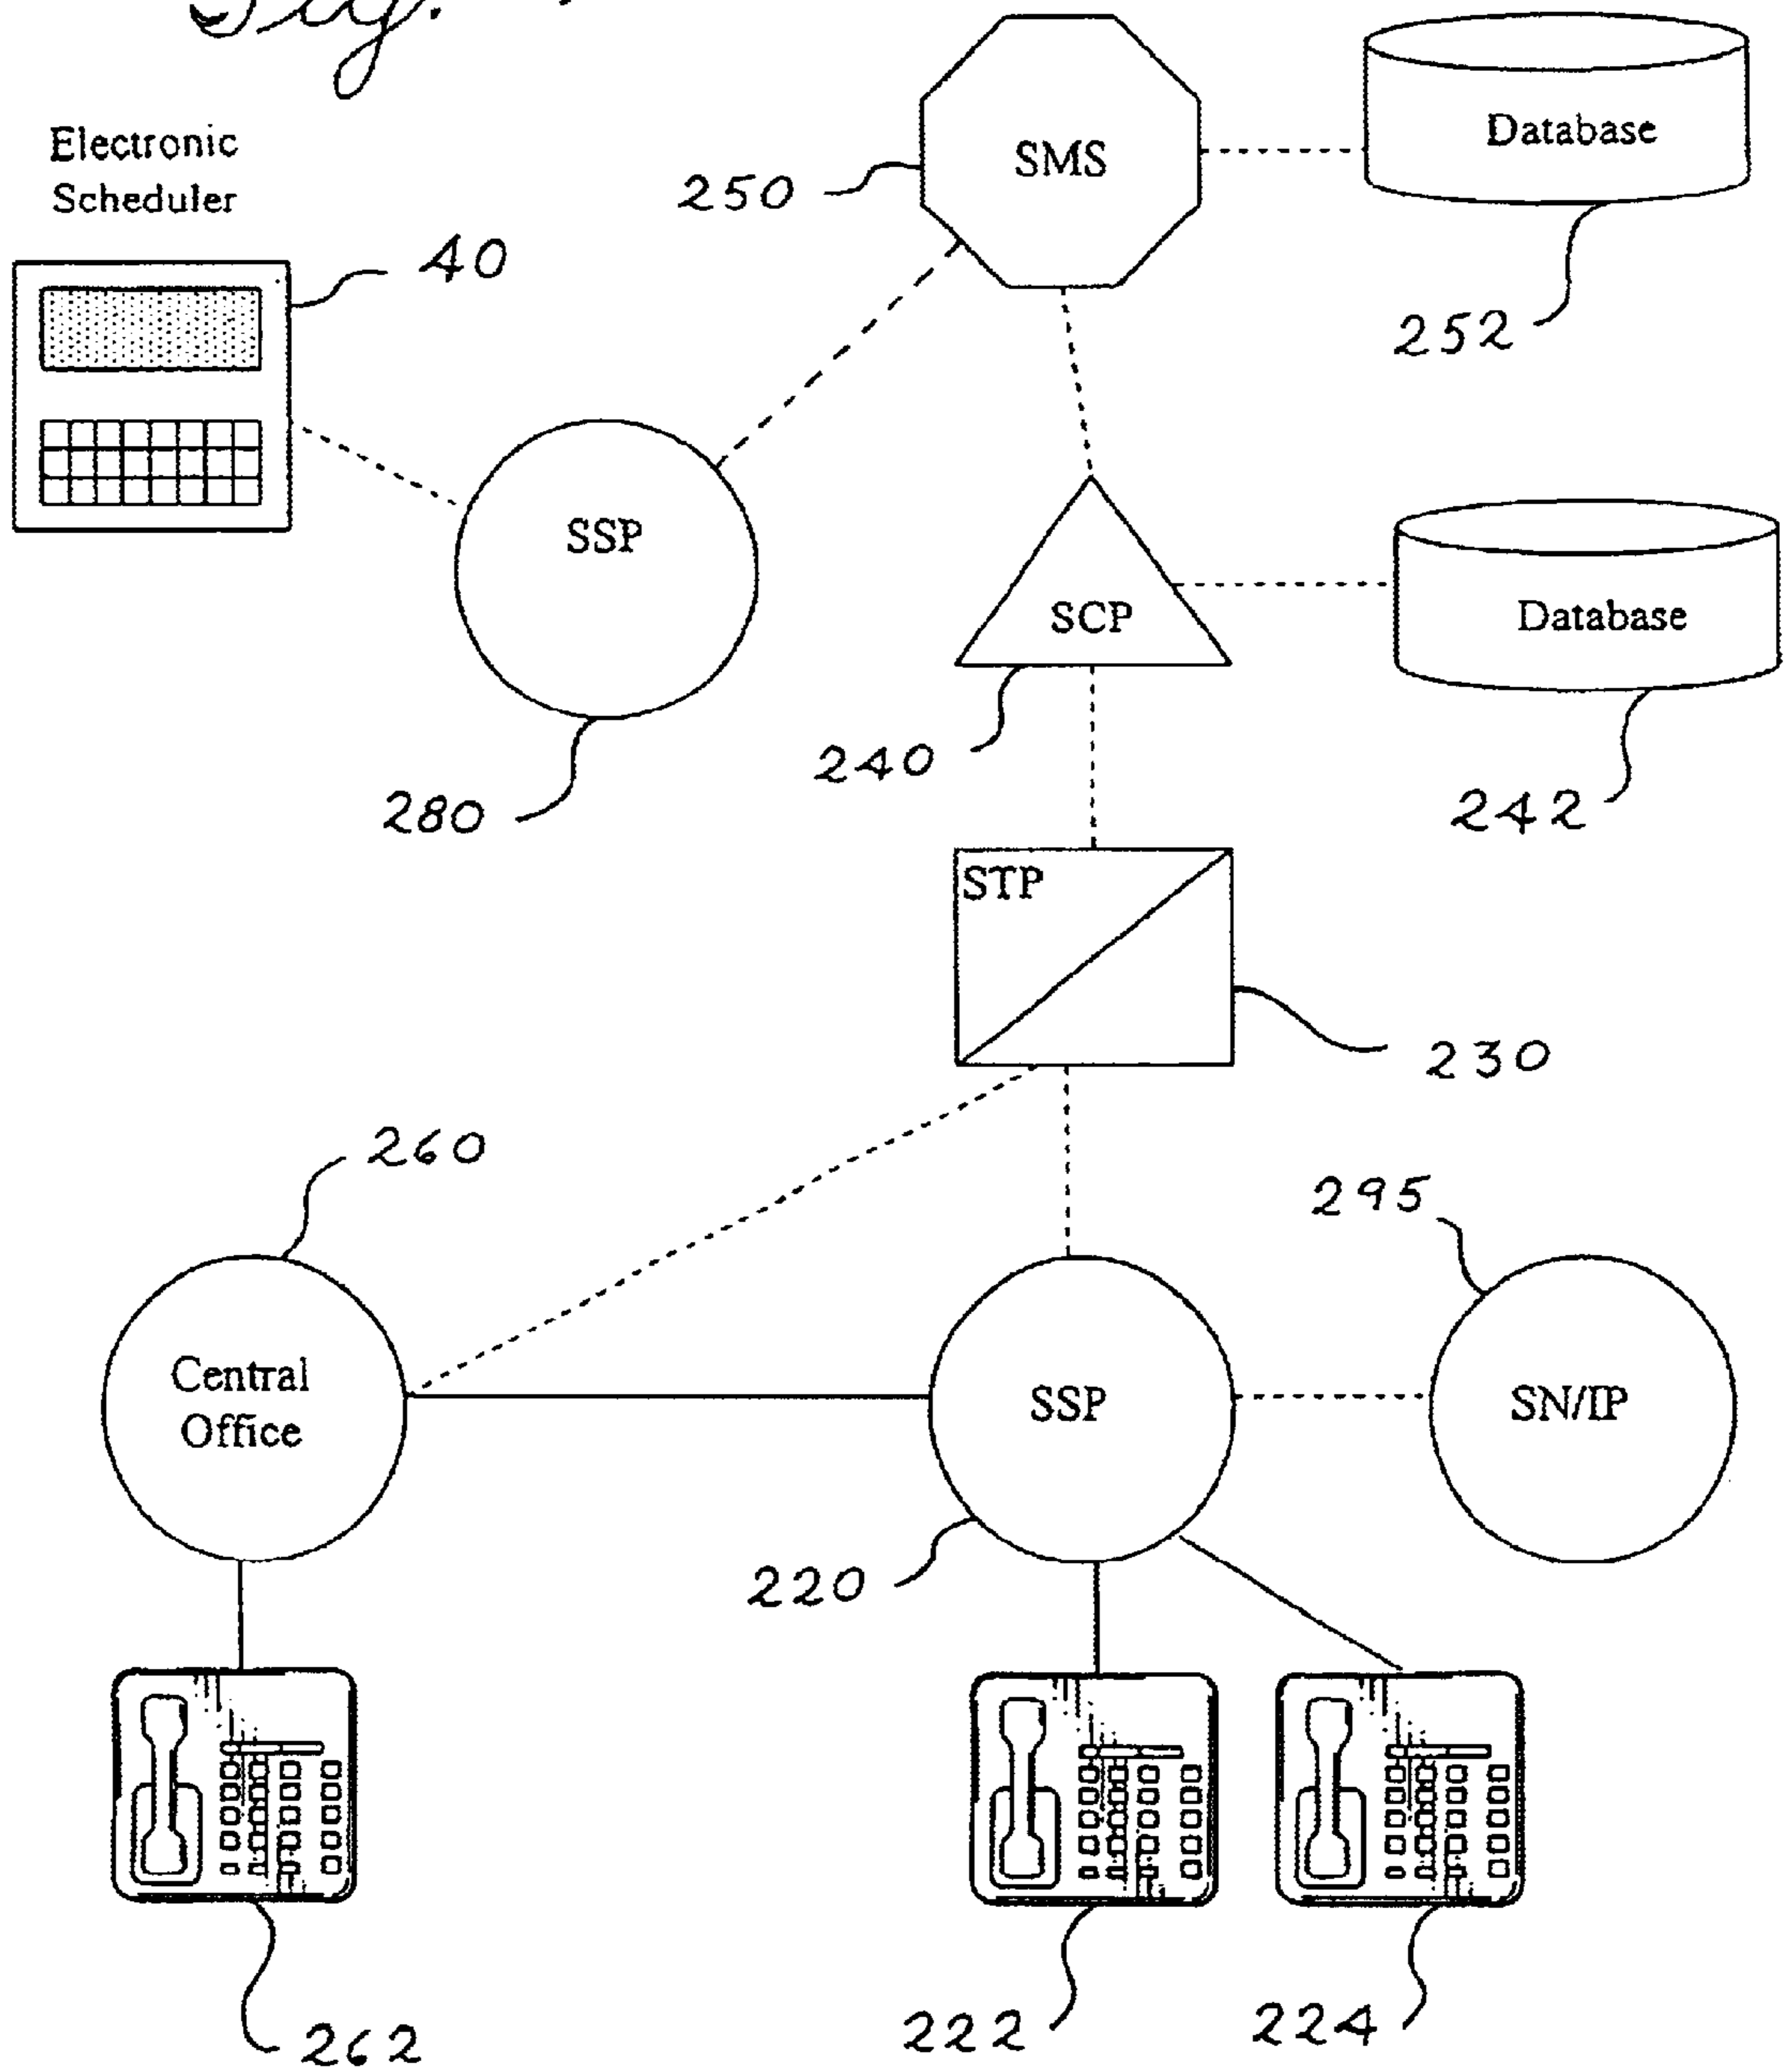 Fig.
SMS
Database
Electronic
Scheduler
250
40
252
SSP
SCP
Database
240
280
242
STP
230
260
295
Central
Office
SSP
SN/IP
220
262
222
224